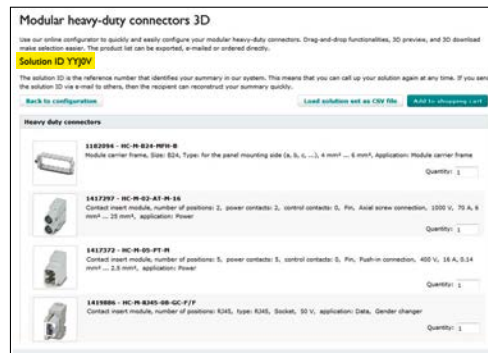 Modular heavy-duty connectors 3D
Use our online configurator to quickly and easily configure your modular heavy-duty connectors. Drag-and-drop functionalities, 3D preview, and 3D download
make selection easier. The product list can be exported, e-mailed or ordered directly.
Solution ID YYJ0V
The solution ID is the reference number that identifies your summary in our system. This means that you can call up your solution again at any time. If you send
the solution ID via e-mail to others, then the recipient can reconstruct your summary quickly.
Back to configuration Load solution set as CSV file Add to shopping cart
Heavy duty connectors
1182094 - HC-M-B24-MFH-B
Module carrier frame, Size: B24, Type: for the panel mounting side (a, b, c, ...), 4 mm² ... 6 mm², Application: Module carrier frame
Quantity: 1
1417297 - HC-M-02-AT-M-16
Contact insert module, number of positions: 2, power contacts: 2, control contacts: 0, Pin, Axial screw connection, 1000 V, 70 A, 6
mm² ... 25 mm², application: Power
Quantity: 1
1417372 - HC-M-05-PT-M
Contact insert module, number of positions: 5, power contacts: 5, control contacts: 0, Pin, Push-in connection, 400 V, 16 A, 0.14
mm² ... 2.5 mm², application: Power
Quantity: 1
1419886 - HC-M-RJ45-08-GC-F/F
Contact insert module, number of positions: RJ45, type: RJ45, Socket, 50 V, application: Data, Gender changer
Quantity: 1